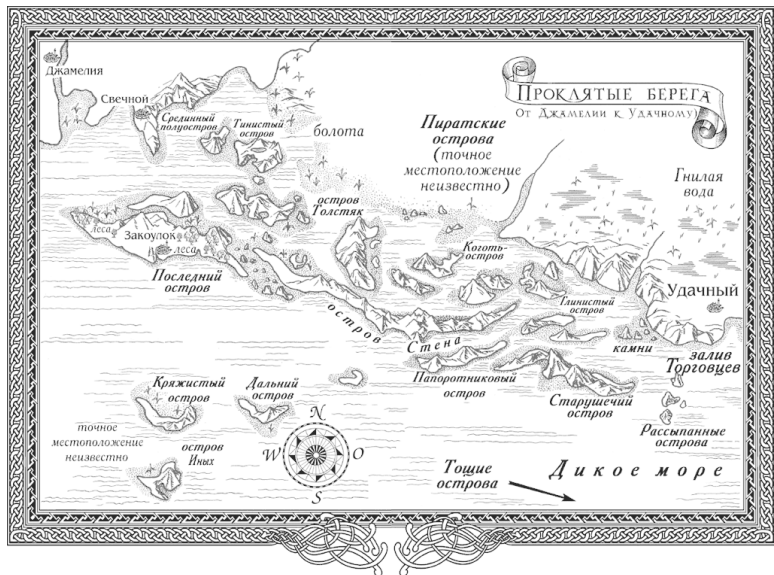 Джамелия
Свечной
Срединный
полуостров
Тинистый
остров
болота
Проклятые берега
От Джамелии к Удачному
Пиратские
острова
(точное
местоположение
неизвестно)
Гнилая
вода
остров
Толстяк
леса
Закоулок
леса
Последний
остров
Коготь-
остров
Глинистый
остров
Удачный
остров Стена
камни
залив
Торговцев
Папоротниковый
остров
Старушечий
остров
Рассыпанные
острова
Кряжистый
остров
Дальний
остров
точное
местоположение
неизвестно
остров
Иных
N
W
O
S
Тощие
острова
Дикое море